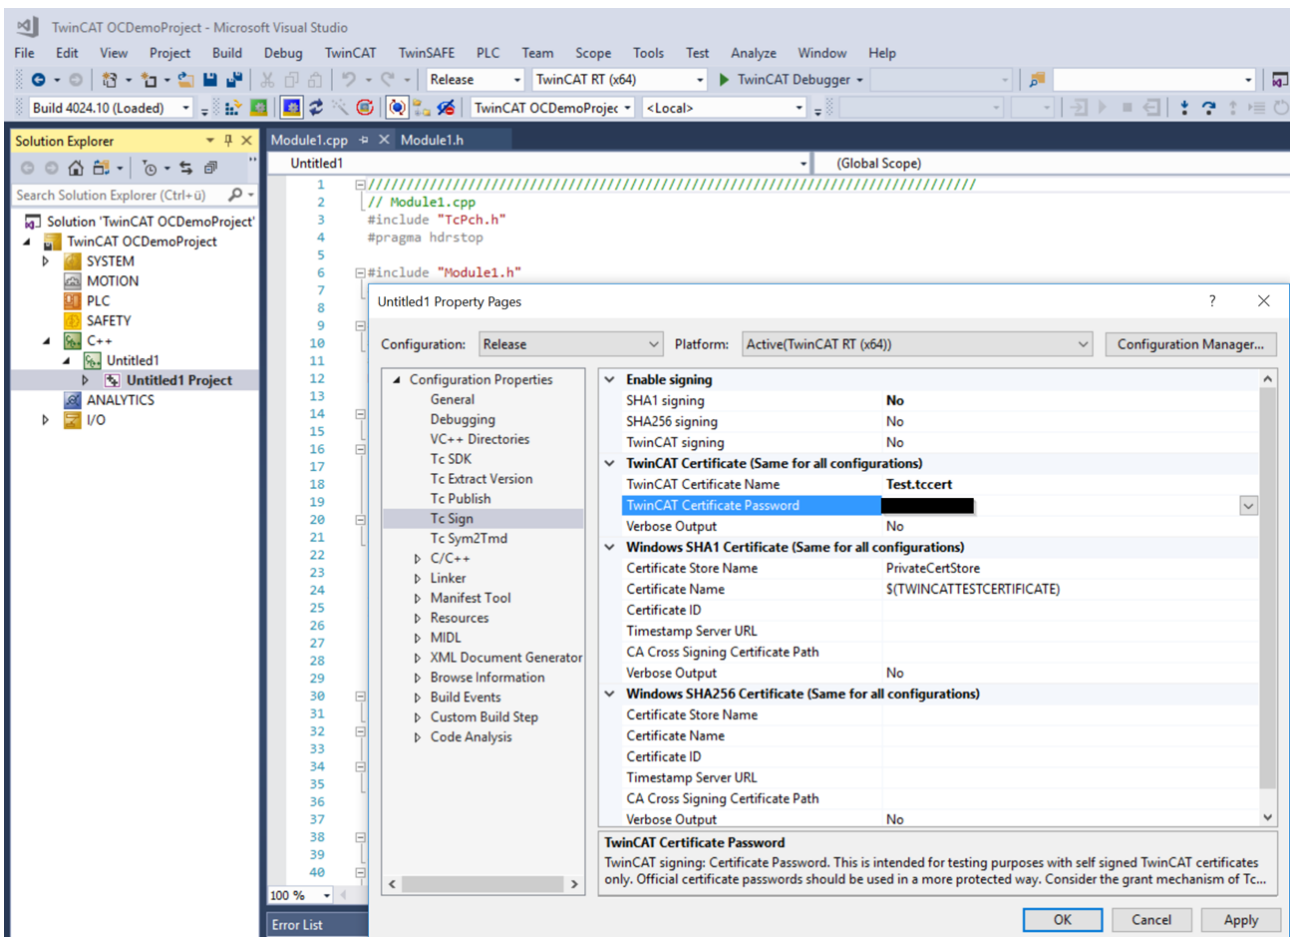 TwinCAT OCDemoProject - Microsoft Visual Studio
File Edit View Project Build Debug TwinCAT TwinSAFE PLC Team Scope Tools Test Analyze Window Help
Release TwinCAT RT (x64) TwinCAT Debugger
Build 4024.10 (Loaded) TwinCAT OCDemoProjec <Local>
Solution Explorer
Search Solution Explorer (Ctrl+ü)
Solution 'TwinCAT OCDemoProject'
TwinCAT OCDemoProject
SYSTEM
MOTION
PLC
SAFETY
C++
Untitled1
Untitled1 Project
ANALYTICS
I/O
Module1.cpp Module1.h
Untitled1 (Global Scope)
1 ///////////////////////////////////////////////////////////////////////////////
2 // Module1.cpp
3 #include "TcPch.h"
4 #pragma hdrstop
5
6 #include "Module1.h"
7
8
9
10
11
12
13
14
15
16
17
18
19
20
21
22
23
24
25
26
27
28
29
30
31
32
33
34
35
36
37
38
39
40
100 %
Error List
Untitled1 Property Pages
Configuration: Release Platform: Active(TwinCAT RT (x64)) Configuration Manager...
Configuration Properties
General
Debugging
VC++ Directories
Tc SDK
Tc Extract Version
Tc Publish
Tc Sign
Tc Sym2Tmd
C/C++
Linker
Manifest Tool
Resources
MIDL
XML Document Generator
Browse Information
Build Events
Custom Build Step
Code Analysis
Enable signing
SHA1 signing No
SHA256 signing No
TwinCAT signing No
TwinCAT Certificate (Same for all configurations)
TwinCAT Certificate Name Test.tccert
TwinCAT Certificate Password
Verbose Output No
Windows SHA1 Certificate (Same for all configurations)
Certificate Store Name PrivateCertStore
Certificate Name $(TWINCATTESTCERTIFICATE)
Certificate ID
Timestamp Server URL
CA Cross Signing Certificate Path
Verbose Output No
Windows SHA256 Certificate (Same for all configurations)
Certificate Store Name
Certificate Name
Certificate ID
Timestamp Server URL
CA Cross Signing Certificate Path
Verbose Output No
TwinCAT Certificate Password
TwinCAT signing: Certificate Password. This is intended for testing purposes with self signed TwinCAT certificates
only. Official certificate passwords should be used in a more protected way. Consider the grant mechanism of Tc...
OK Cancel Apply